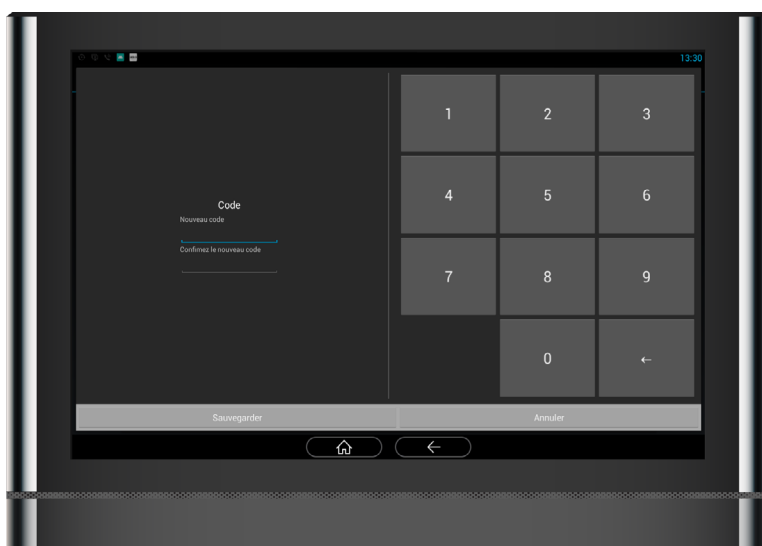 13:30
Code
Nouveau code
Confirmez le nouveau code
1 2 3
4 5 6
7 8 9
0 ←
Sauvegarder Annuler